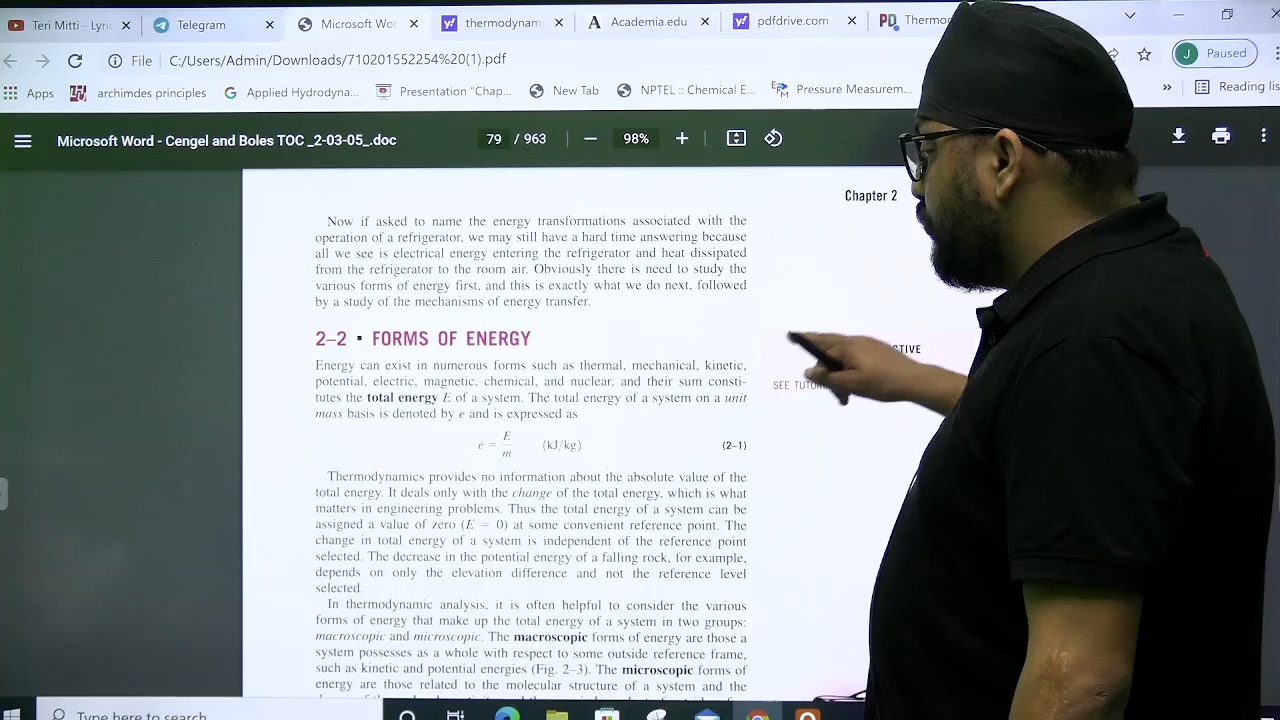 Teri Mitti - Lyric
Telegram
Microsoft Wor
thermodynam
Academia.edu
pdfdrive.com
Thermo
File
C:/Users/Admin/Downloads/710201552254%20(1).pdf
J Paused
Apps
archimdes principles
Applied Hydrodyna...
Presentation "Chap...
New Tab
NPTEL :: Chemical E...
Pressure Measurem...
»
Reading lis
Microsoft Word - Cengel and Boles TOC _2-03-05_.doc
79 / 963
98%
Chapter 2
Now if asked to name the energy transformations associated with the
operation of a refrigerator, we may still have a hard time answering because
all we see is electrical energy entering the refrigerator and heat dissipated
from the refrigerator to the room air. Obviously there is need to study the
various forms of energy first, and this is exactly what we do next, followed
by a study of the mechanisms of energy transfer.
2–2 ▪ FORMS OF ENERGY
Energy can exist in numerous forms such as thermal, mechanical, kinetic,
potential, electric, magnetic, chemical, and nuclear, and their sum consti-
tutes the total energy E of a system. The total energy of a system on a unit
mass basis is denoted by e and is expressed as
e = E/m (kJ/kg) (2–1)
Thermodynamics provides no information about the absolute value of the
total energy. It deals only with the change of the total energy, which is what
matters in engineering problems. Thus the total energy of a system can be
assigned a value of zero (E = 0) at some convenient reference point. The
change in total energy of a system is independent of the reference point
selected. The decrease in the potential energy of a falling rock, for example,
depends on only the elevation difference and not the reference level
selected.
In thermodynamic analysis, it is often helpful to consider the various
forms of energy that make up the total energy of a system in two groups:
macroscopic and microscopic. The macroscopic forms of energy are those a
system possesses as a whole with respect to some outside reference frame,
such as kinetic and potential energies (Fig. 2–3). The microscopic forms of
energy are those related to the molecular structure of a system and the
CTIVE
SEE TUTOR
Type here to search